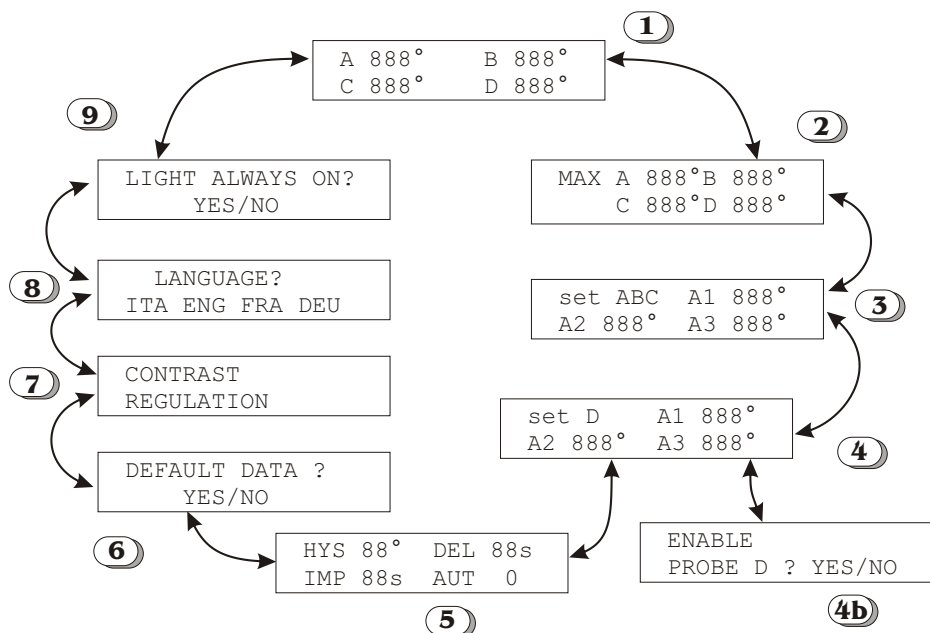 1
A 888° B 888°
C 888° D 888°
2
MAX A 888°B 888°
C 888°D 888°
3
set ABC A1 888°
A2 888° A3 888°
4
set D A1 888°
A2 888° A3 888°
4b
ENABLE
PROBE D ? YES/NO
5
HYS 88° DEL 88s
IMP 88s AUT 0
6
DEFAULT DATA ?
YES/NO
7
CONTRAST
REGULATION
8
LANGUAGE?
ITA ENG FRA DEU
9
LIGHT ALWAYS ON?
YES/NO